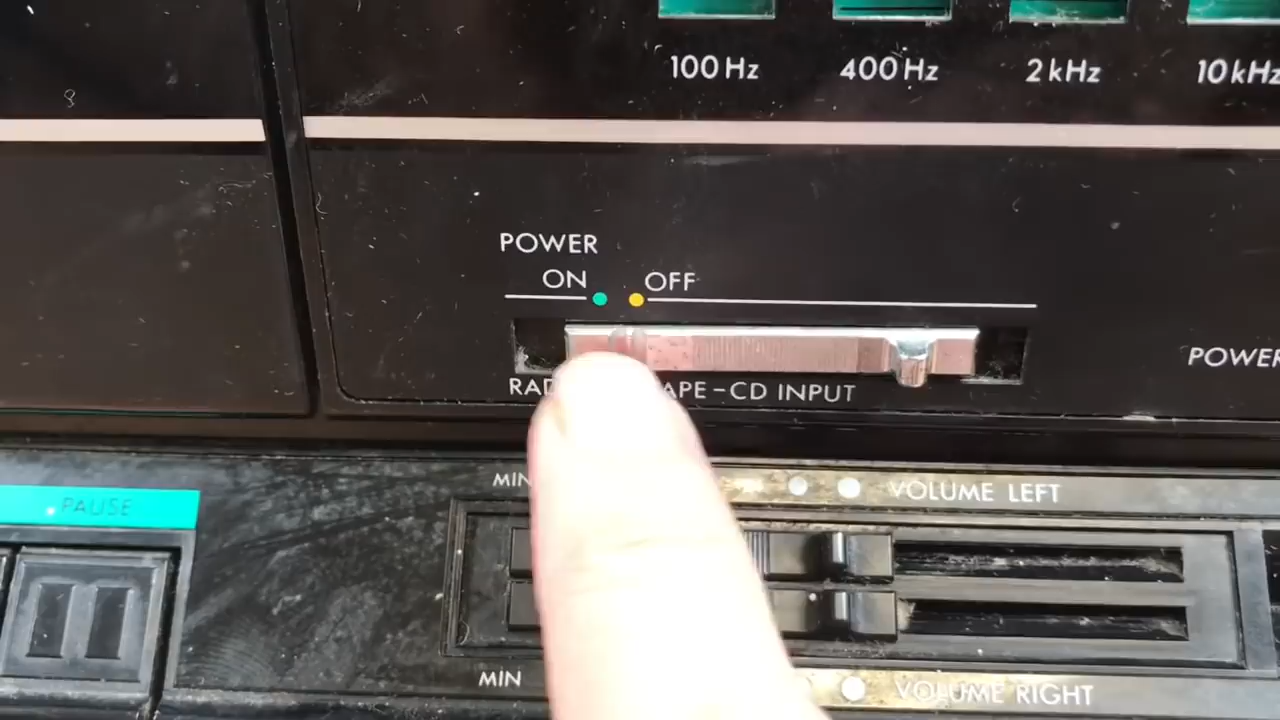 100 Hz 400 Hz 2 kHz 10 kHz
POWER
ON OFF
POWER
CD INPUT
PAUSE
MIN
VOLUME LEFT
MIN
VOLUME RIGHT